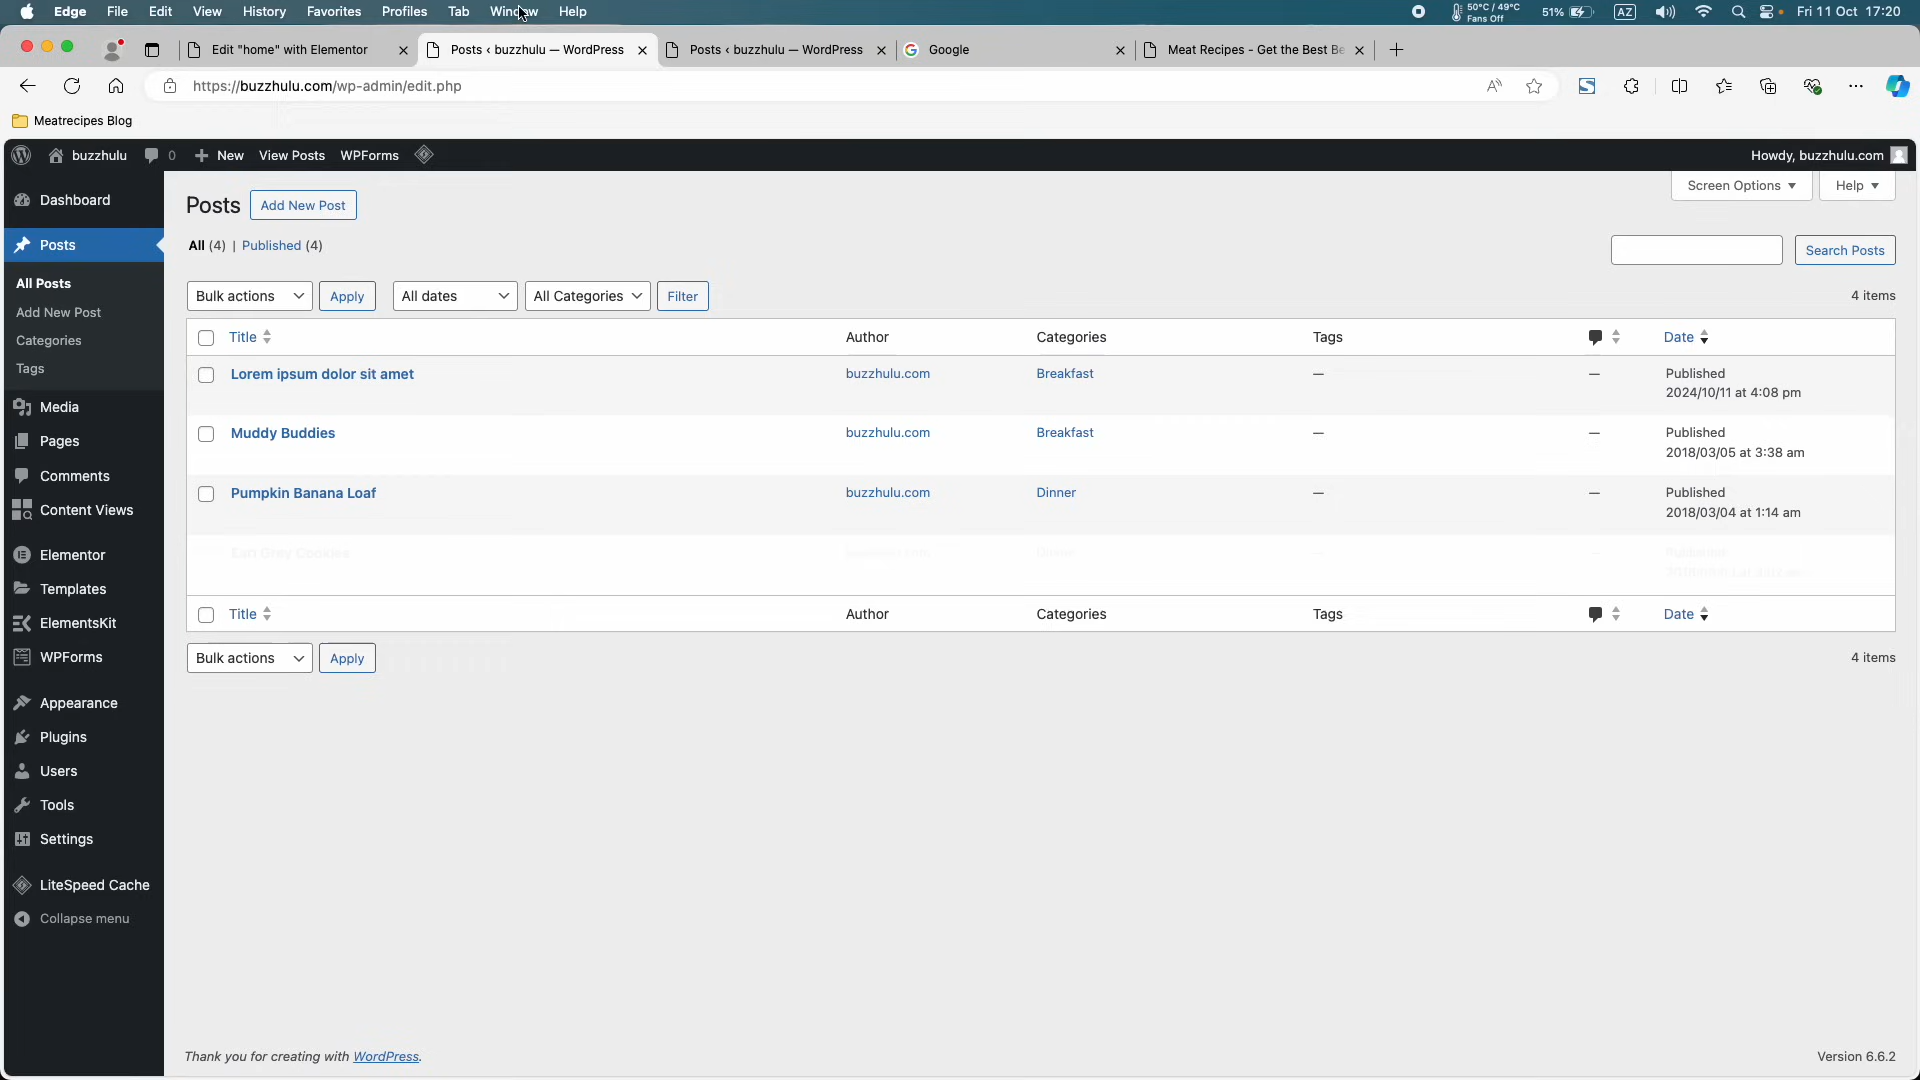 Edge File Edit View History Favorites Profiles Tab Window Help 50°C / 49°C Fans Off 51% AZ Fri 11 Oct 17:20
Edit "home" with Elementor Posts ‹ buzzhulu — WordPress Posts ‹ buzzhulu — WordPress Google Meat Recipes - Get the Best Be
https://buzzhulu.com/wp-admin/edit.php
Meatrecipes Blog
buzzhulu 0 New View Posts WPForms Howdy, buzzhulu.com
Screen Options Help
Dashboard
Posts
All Posts
Add New Post
Categories
Tags
Media
Pages
Comments
Content Views
Elementor
Templates
ElementsKit
WPForms
Appearance
Plugins
Users
Tools
Settings
LiteSpeed Cache
Collapse menu
Posts Add New Post
All (4) | Published (4)
Search Posts
Bulk actions Apply All dates All Categories Filter 4 items
Title Author Categories Tags Date
Lorem ipsum dolor sit amet buzzhulu.com Breakfast — — Published
2024/10/11 at 4:08 pm
Muddy Buddies buzzhulu.com Breakfast — — Published
2018/03/05 at 3:38 am
Pumpkin Banana Loaf buzzhulu.com Dinner — — Published
2018/03/04 at 1:14 am
Earl Grey Cookies Dinner
Title Author Categories Tags Date
Bulk actions Apply 4 items
Thank you for creating with WordPress. Version 6.6.2